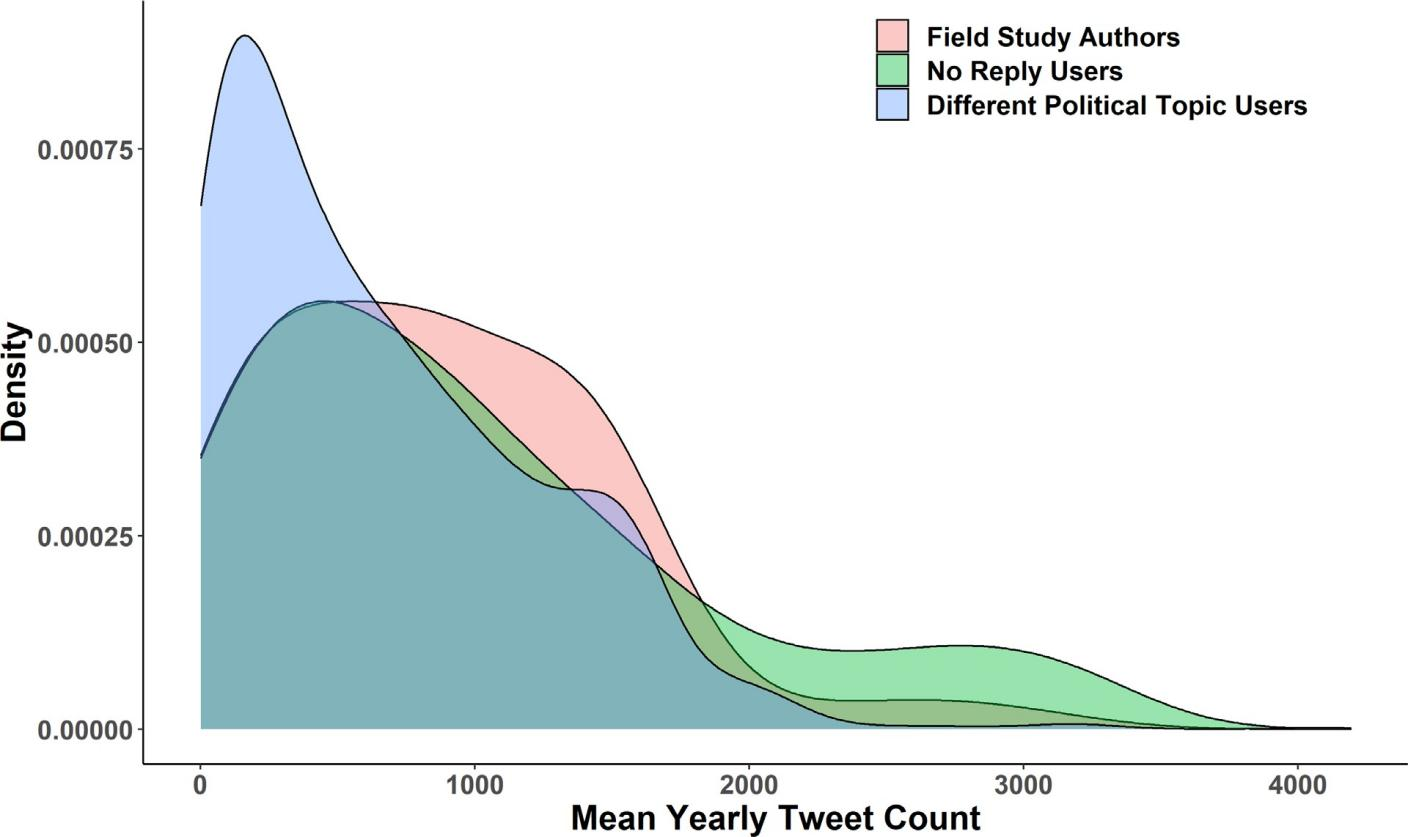 Field Study Authors
No Reply Users
Different Political Topic Users
Density
0.00075
0.00050
0.00025
0.00000
0
1000
2000
3000
4000
Mean Yearly Tweet Count